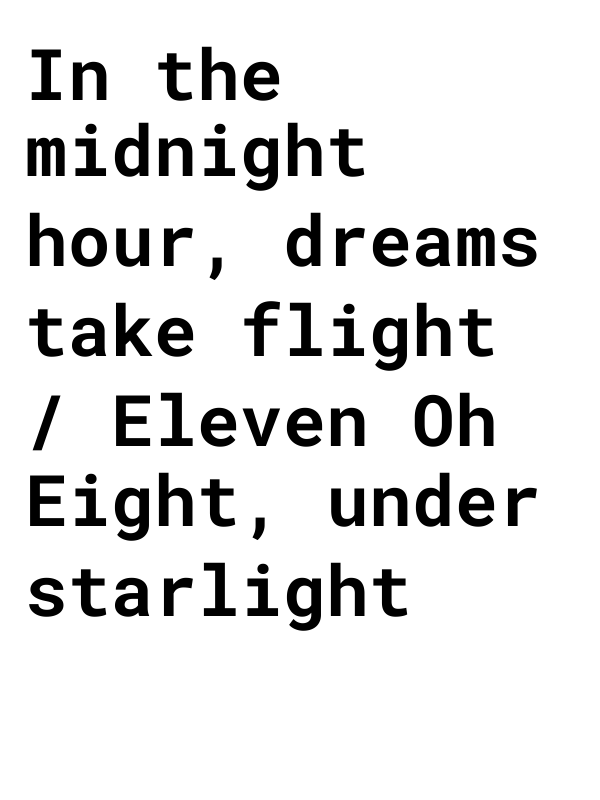 In the
midnight
hour, dreams
take flight
/ Eleven Oh
Eight, under
starlight